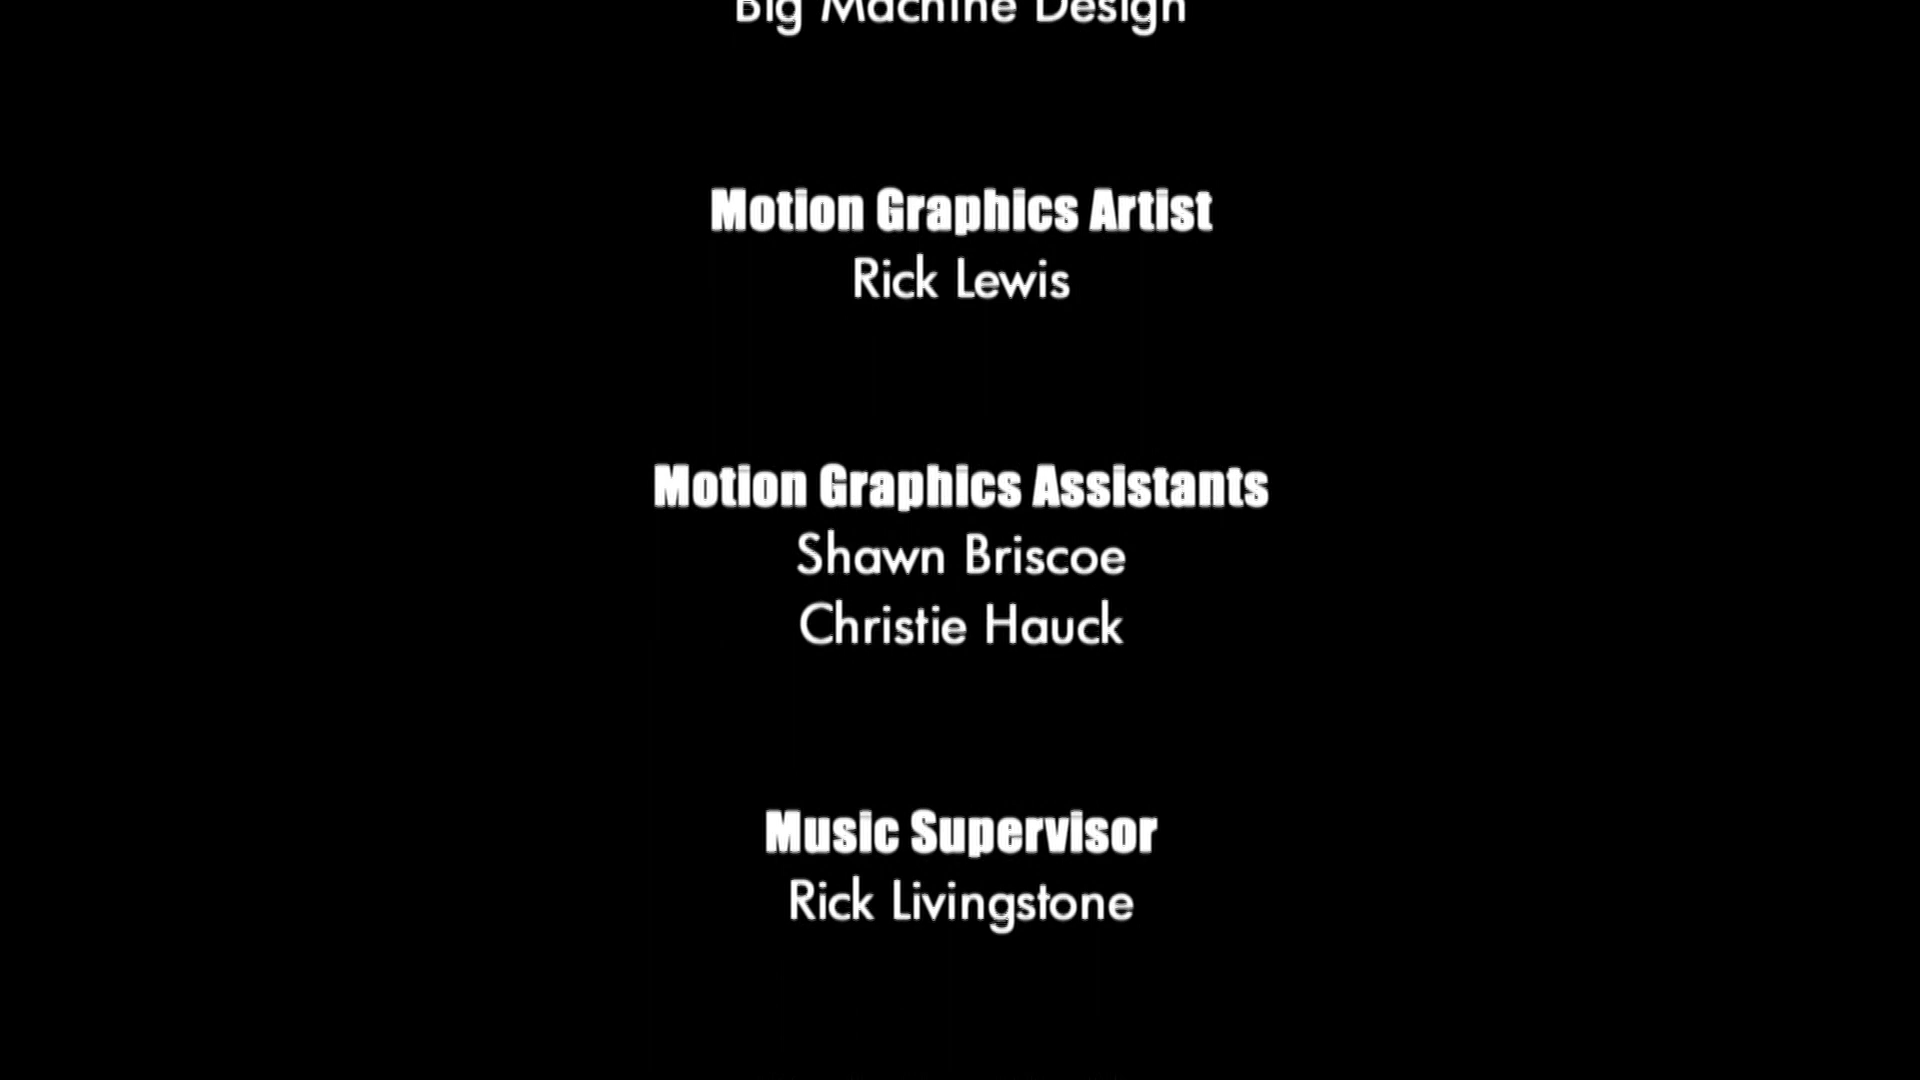 Big Machine Design
Motion Graphics Artist
Rick Lewis
Motion Graphics Assistants
Shawn Briscoe
Christie Hauck
Music Supervisor
Rick Livingstone